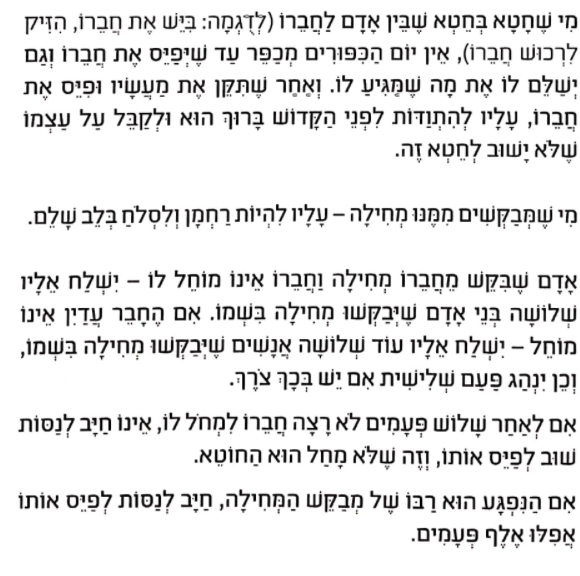 מִי שֶׁחָטָא בְּחֵטְא שֶׁבֵּין אָדָם לַחֲבֵרוֹ (לְדֻגְמָה: בִּיֵּשׁ אֶת חֲבֵרוֹ, הִזִּיק
לִרְכוּשׁ חֲבֵרוֹ), אֵין יוֹם הַכִּפּוּרִים מְכַפֵּר עַד שֶׁיְּפַיֵּס אֶת חֲבֵרוֹ וְגַם
יְשַׁלֵּם לוֹ אֶת מָה שֶׁמַּגִּיעַ לוֹ. וְאַחַר שֶׁתִּקֵּן אֶת מַעֲשָׂיו וּפִיֵּס אֶת
חֲבֵרוֹ, עָלָיו לְהִתְוַדּוֹת לִפְנֵי הַקָּדוֹשׁ בָּרוּךְ הוּא וּלְקַבֵּל עַל עַצְמוֹ
שֶׁלֹּא יָשׁוּב לְחֵטְא זֶה.
מִי שֶׁמְּבַקְּשִׁים מִמֶּנּוּ מְחִילָה – עָלָיו לִהְיוֹת רַחְמָן וְלִסְלֹחַ בְּלֵב שָׁלֵם.
אָדָם שֶׁבִּקֵּשׁ מֵחֲבֵרוֹ מְחִילָה וַחֲבֵרוֹ אֵינוֹ מוֹחֵל לוֹ – יִשְׁלַח אֵלָיו
שְׁלוֹשָׁה בְּנֵי אָדָם שֶׁיְּבַקְשׁוּ מְחִילָה בִּשְׁמוֹ. אִם הֶחָבֵר עֲדַיִן אֵינוֹ
מוֹחֵל – יִשְׁלַח אֵלָיו עוֹד שְׁלוֹשָׁה אֲנָשִׁים שֶׁיְּבַקְשׁוּ מְחִילָה בִּשְׁמוֹ,
וְכֵן יִנְהַג פַּעַם שְׁלִישִׁית אִם יֵשׁ בְּכָךְ צֹרֶךְ.
אִם לְאַחַר שָׁלוֹשׁ פְּעָמִים לֹא רָצָה חֲבֵרוֹ לִמְחֹל לוֹ, אֵינוֹ חַיָּב לְנַסּוֹת
שׁוּב לְפַיֵּס אוֹתוֹ, וְזֶה שֶׁלֹּא מָחַל הוּא הַחוֹטֵא.
אִם הַנִּפְגָּע הוּא רַבּוֹ שֶׁל מְבַקֵּשׁ הַמְּחִילָה, חַיָּב לְנַסּוֹת לְפַיֵּס אוֹתוֹ
אֲפִלּוּ אֶלֶף פְּעָמִים.